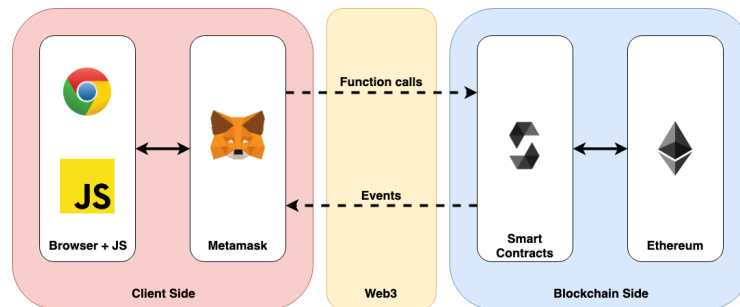 Function calls
JS
Events
Browser + JS
Metamask
Smart
Contracts
Ethereum
Client Side
Web3
Blockchain Side